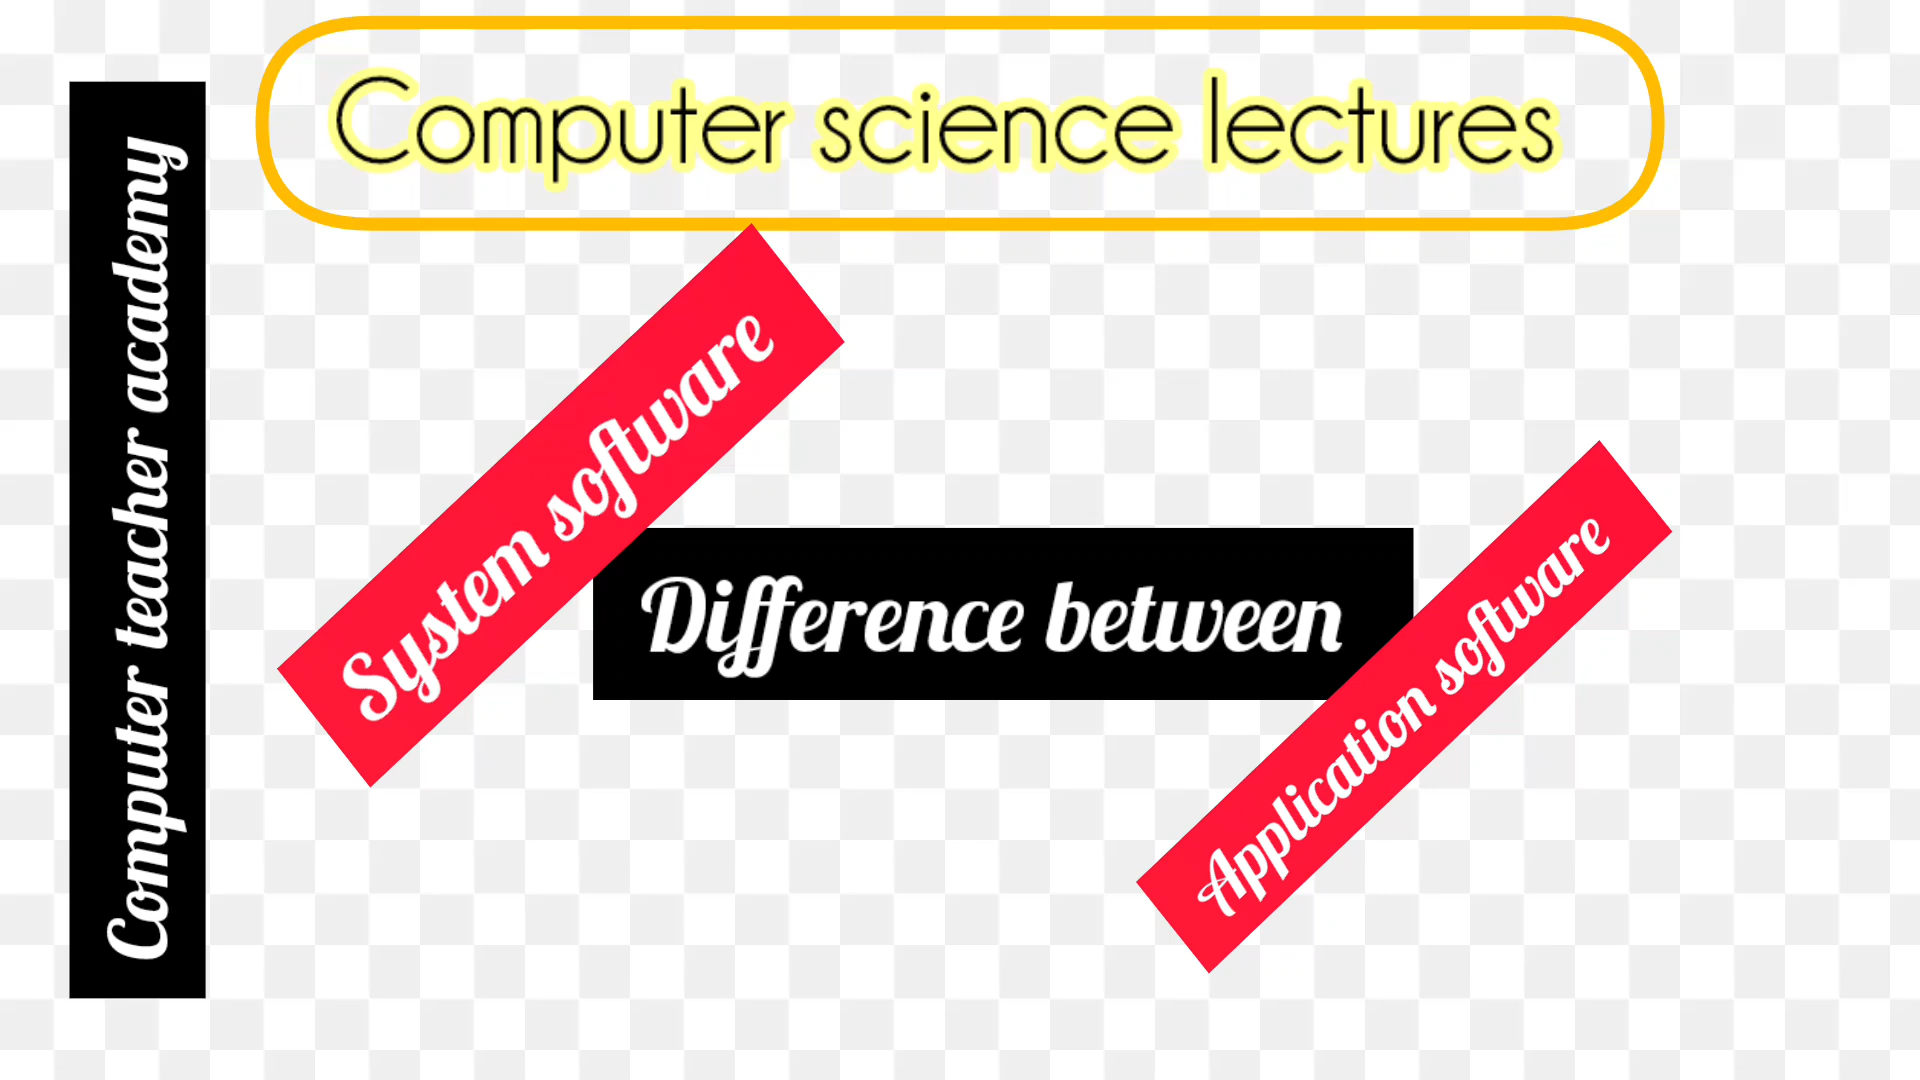 Computer science lectures
Computer teacher academy
System software
Difference between
Application software